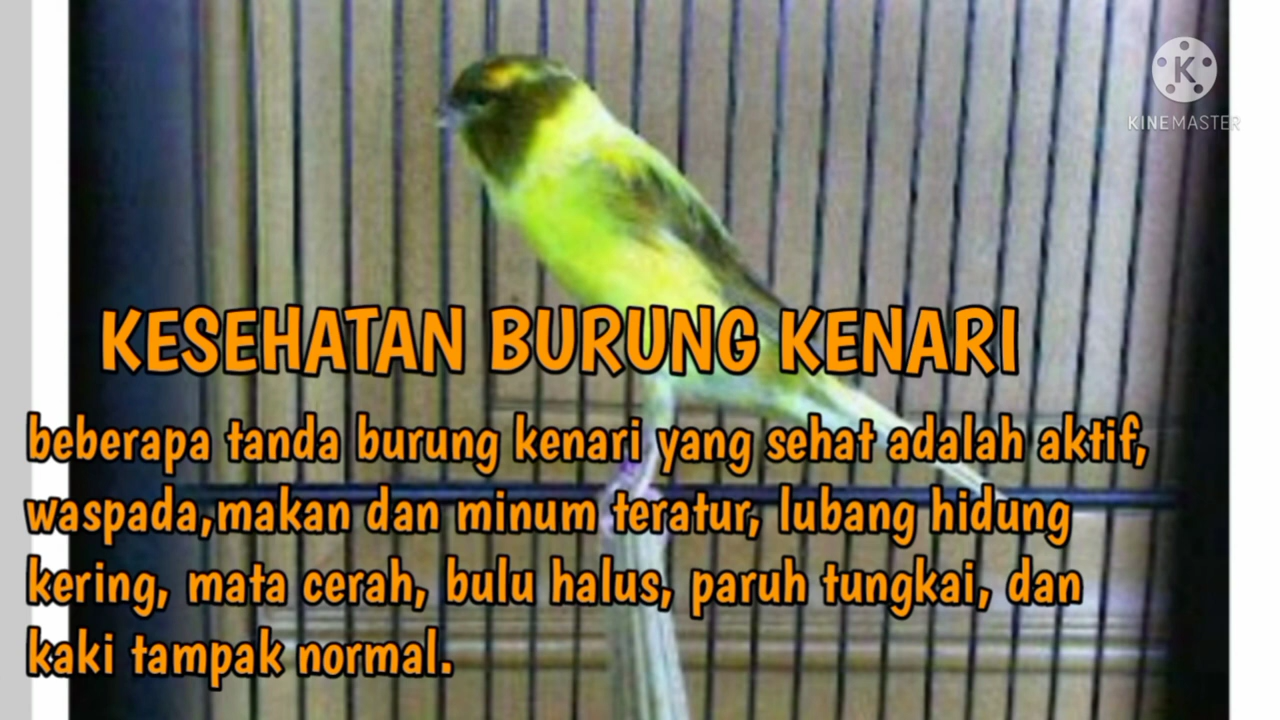 KINEMASTER
KESEHATAN BURUNG KENARI
beberapa tanda burung kenari yang sehat adalah aktif,
waspada,makan dan minum teratur, lubang hidung
kering, mata cerah, bulu halus, paruh tungkai, dan
kaki tampak normal.